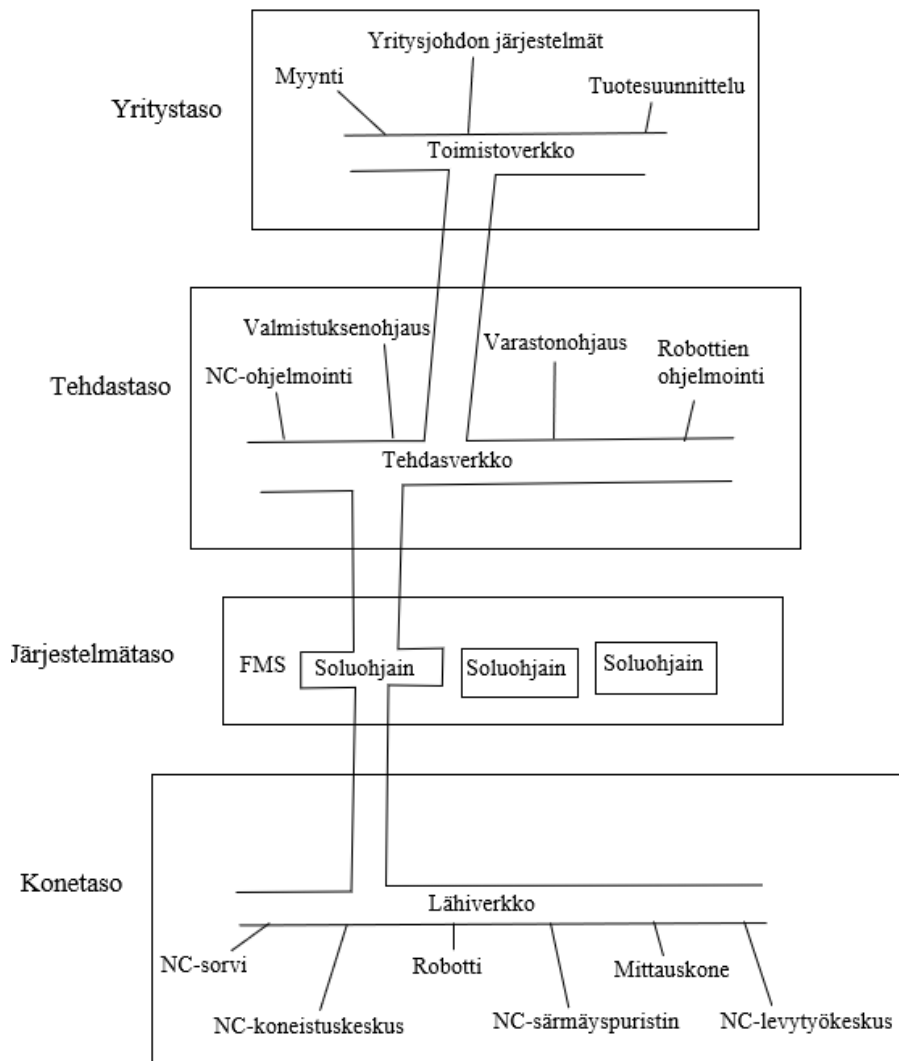 Yritystaso
Yritysjohdon järjestelmät
Myynti
Tuotesuunnittelu
Toimistoverkko
Tehdastaso
Valmistuksenohjaus
Varastonohjaus
Robottien
ohjelmointi
NC-ohjelmointi
Tehdasverkko
Järjestelmätaso
FMS
Soluohjain
Soluohjain
Soluohjain
Konetaso
Lähiverkko
NC-sorvi
Robotti
Mittauskone
NC-koneistuskeskus
NC-särmäyspuristin
NC-levytyökeskus